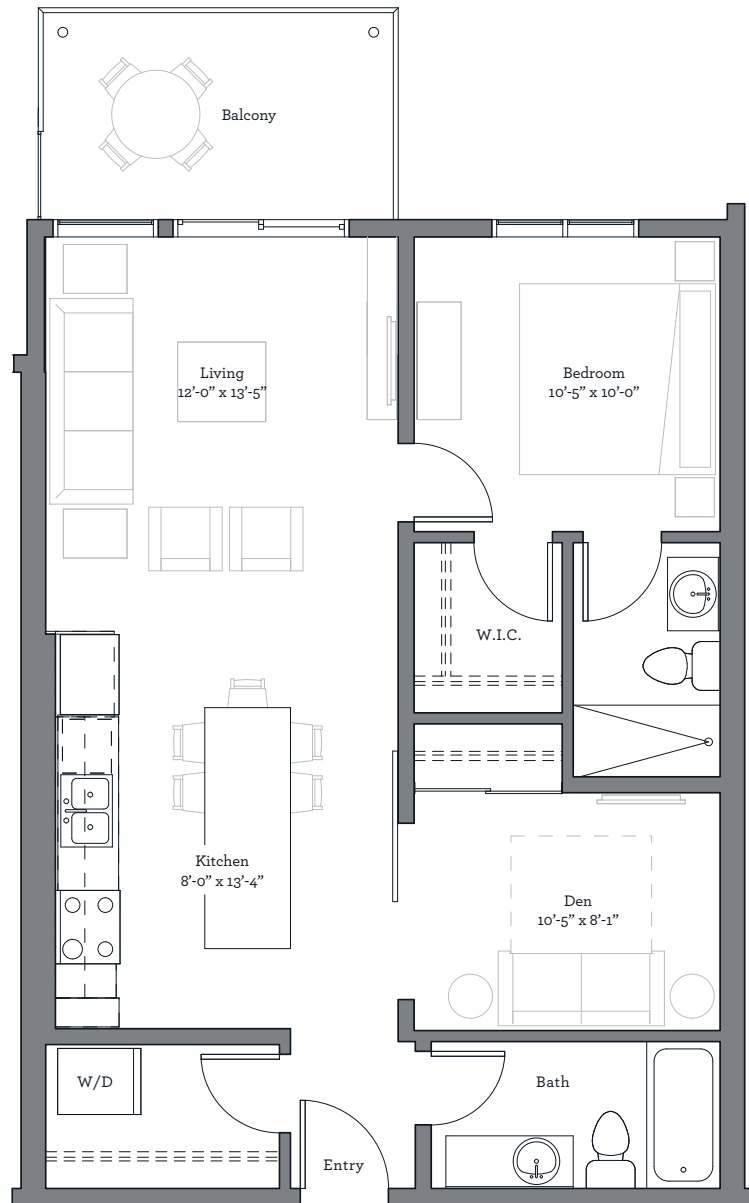 Balcony
Living
12'-0" x 13'-5"
Bedroom
10'-5" x 10'-0"
W.I.C.
Kitchen
8'-0" x 13'-4"
Den
10'-5" x 8'-1"
W/D
Bath
Entry